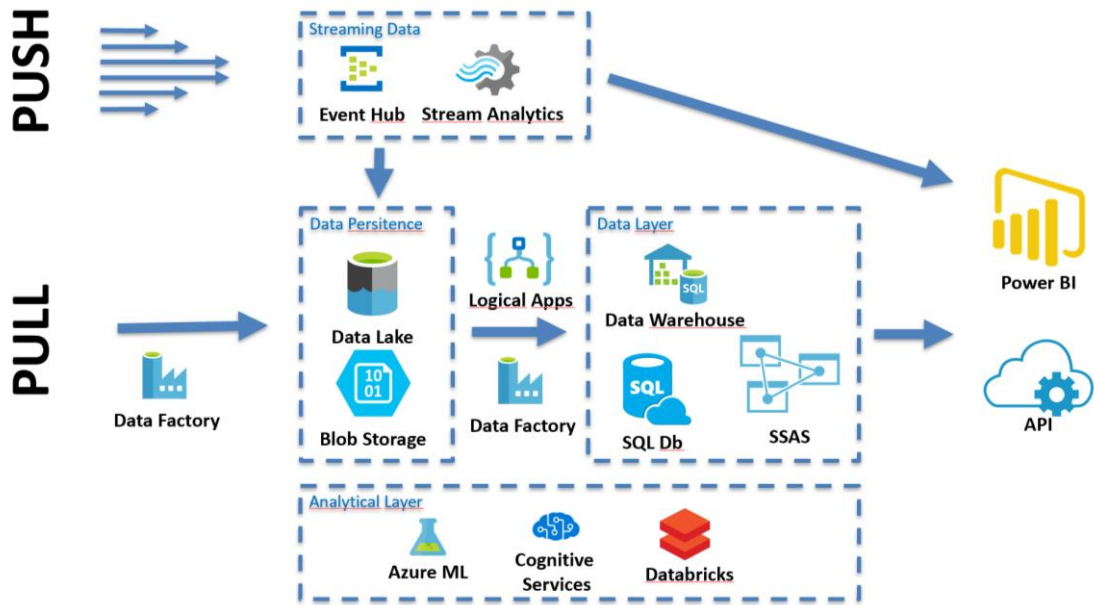 PUSH
Streaming Data
Event Hub
Stream Analytics
PULL
Data Factory
Data Persitence
Data Lake
10
01
Blob Storage
Logical Apps
Data Factory
Data Layer
SQL
Data Warehouse
SQL
SQL Db
SSAS
Power BI
API
Analytical Layer
Azure ML
Cognitive
Services
Databricks